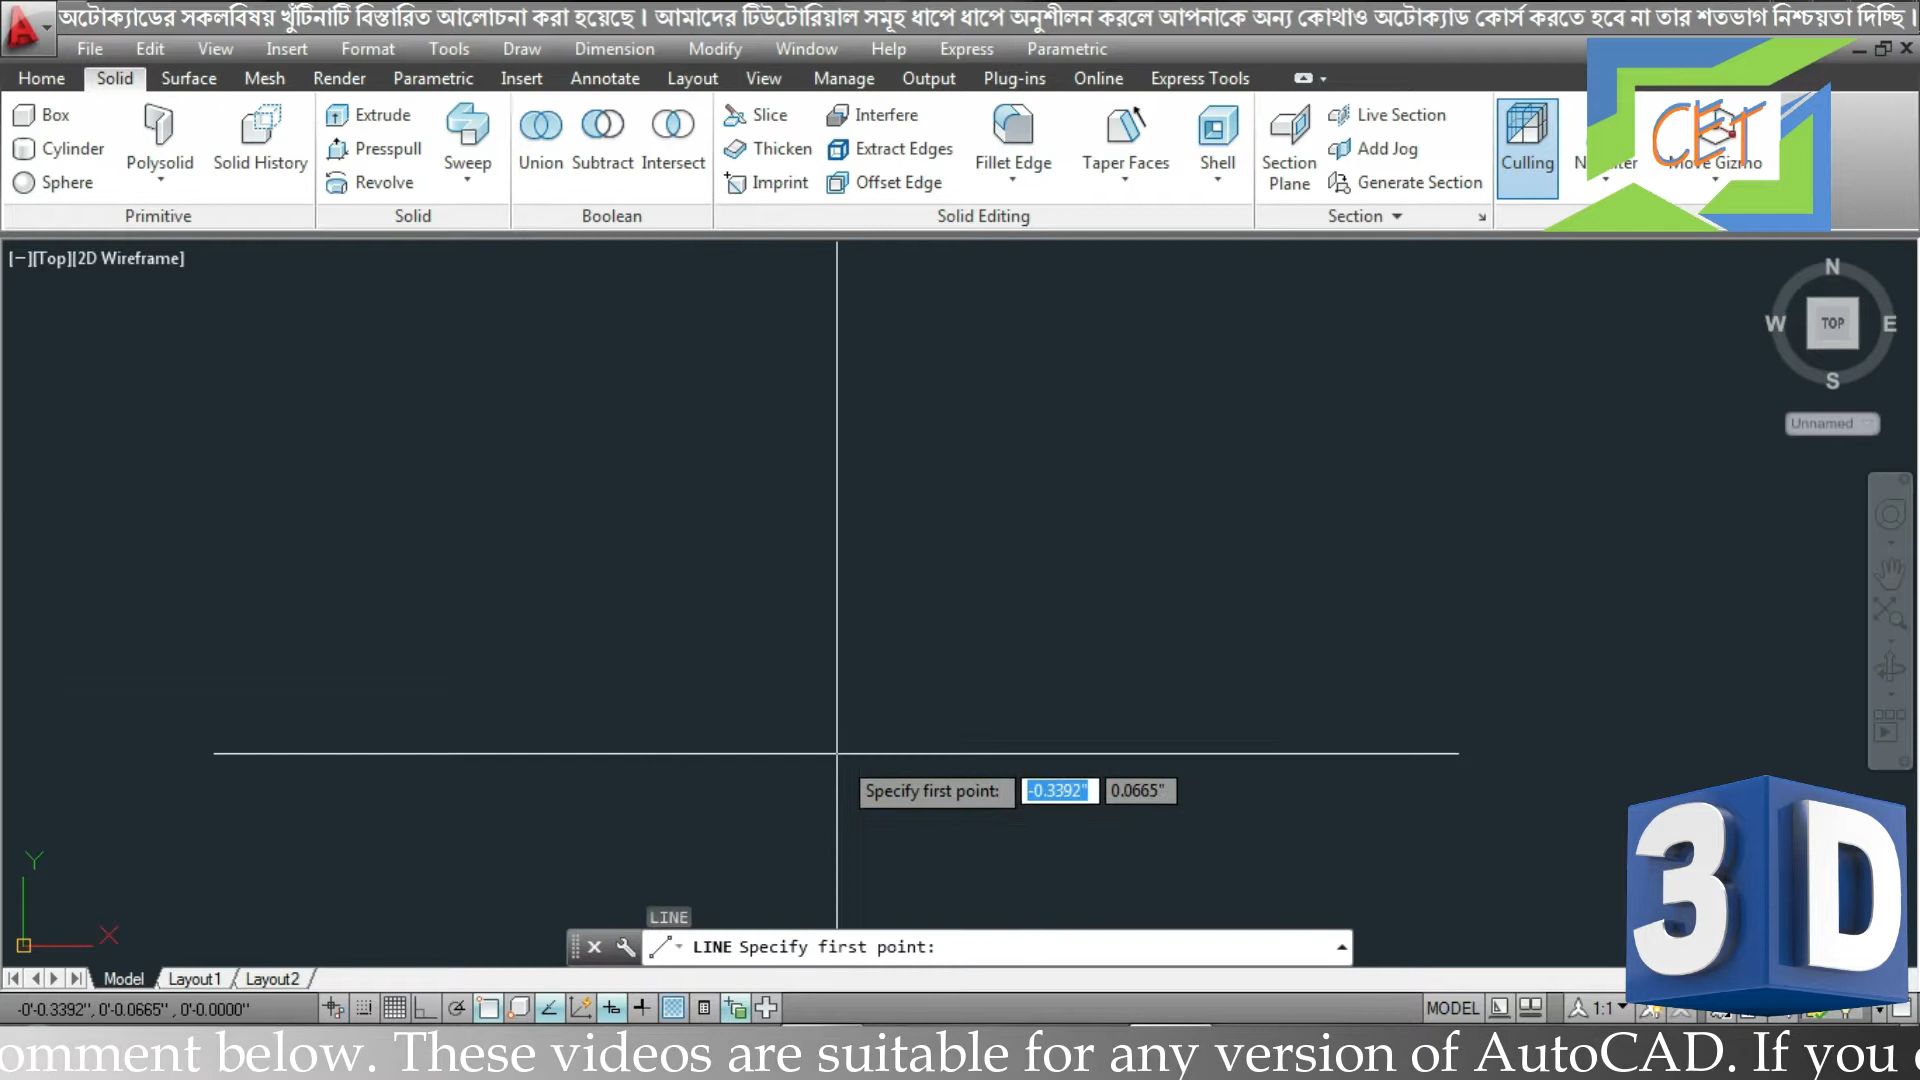 অটোক্যাডের সকলবিষয় খুঁটিনাটি বিস্তারিত আলোচনা করা হয়েছে। আমাদের টিউটোরিয়াল সমূহ ধাপে ধাপে অনুশীলন করলে আপনাকে অন্য কোথাও অটোক্যাড কোর্স করতে হবে না তার শতভাগ নিশ্চয়তা দিচ্ছি।
File Edit View Insert Format Tools Draw Dimension Modify Window Help Express Parametric
Home Solid Surface Mesh Render Parametric Insert Annotate Layout View Manage Output Plug-ins Online Express Tools
Box Extrude Slice Interfere Live Section
Cylinder Presspull Thicken Extract Edges Add Jog
Polysolid Solid History Sweep Union Subtract Intersect Fillet Edge Taper Faces Shell Section Plane Culling Move Gizmo
Sphere Revolve Imprint Offset Edge Generate Section
Primitive Solid Boolean Solid Editing Section
CET
[−][Top][2D Wireframe]
N
W TOP E
S
Unnamed
Specify first point: -0.3392" 0.0665"
Y
X
LINE
LINE Specify first point:
3D
Model Layout1 Layout2
-0'-0.3392", 0'-0.0665" , 0'-0.0000" MODEL 1:1
omment below. These videos are suitable for any version of AutoCAD. If you